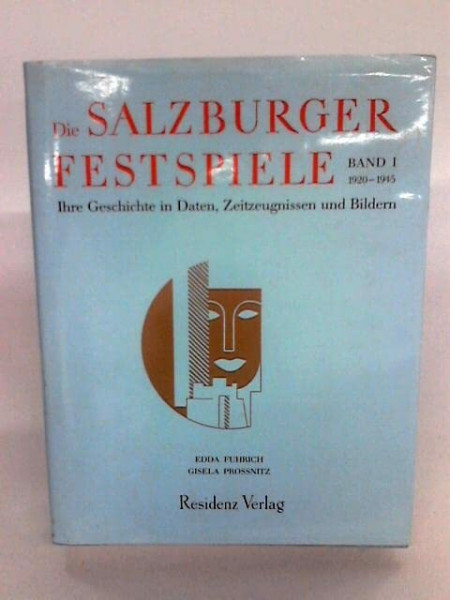 Die SALZBURGER
FESTSPIELE BAND I
1920-1945
Ihre Geschichte in Daten, Zeitzeugnissen und Bildern
EDDA FUHRICH
GISELA PROSSNITZ
Residenz Verlag